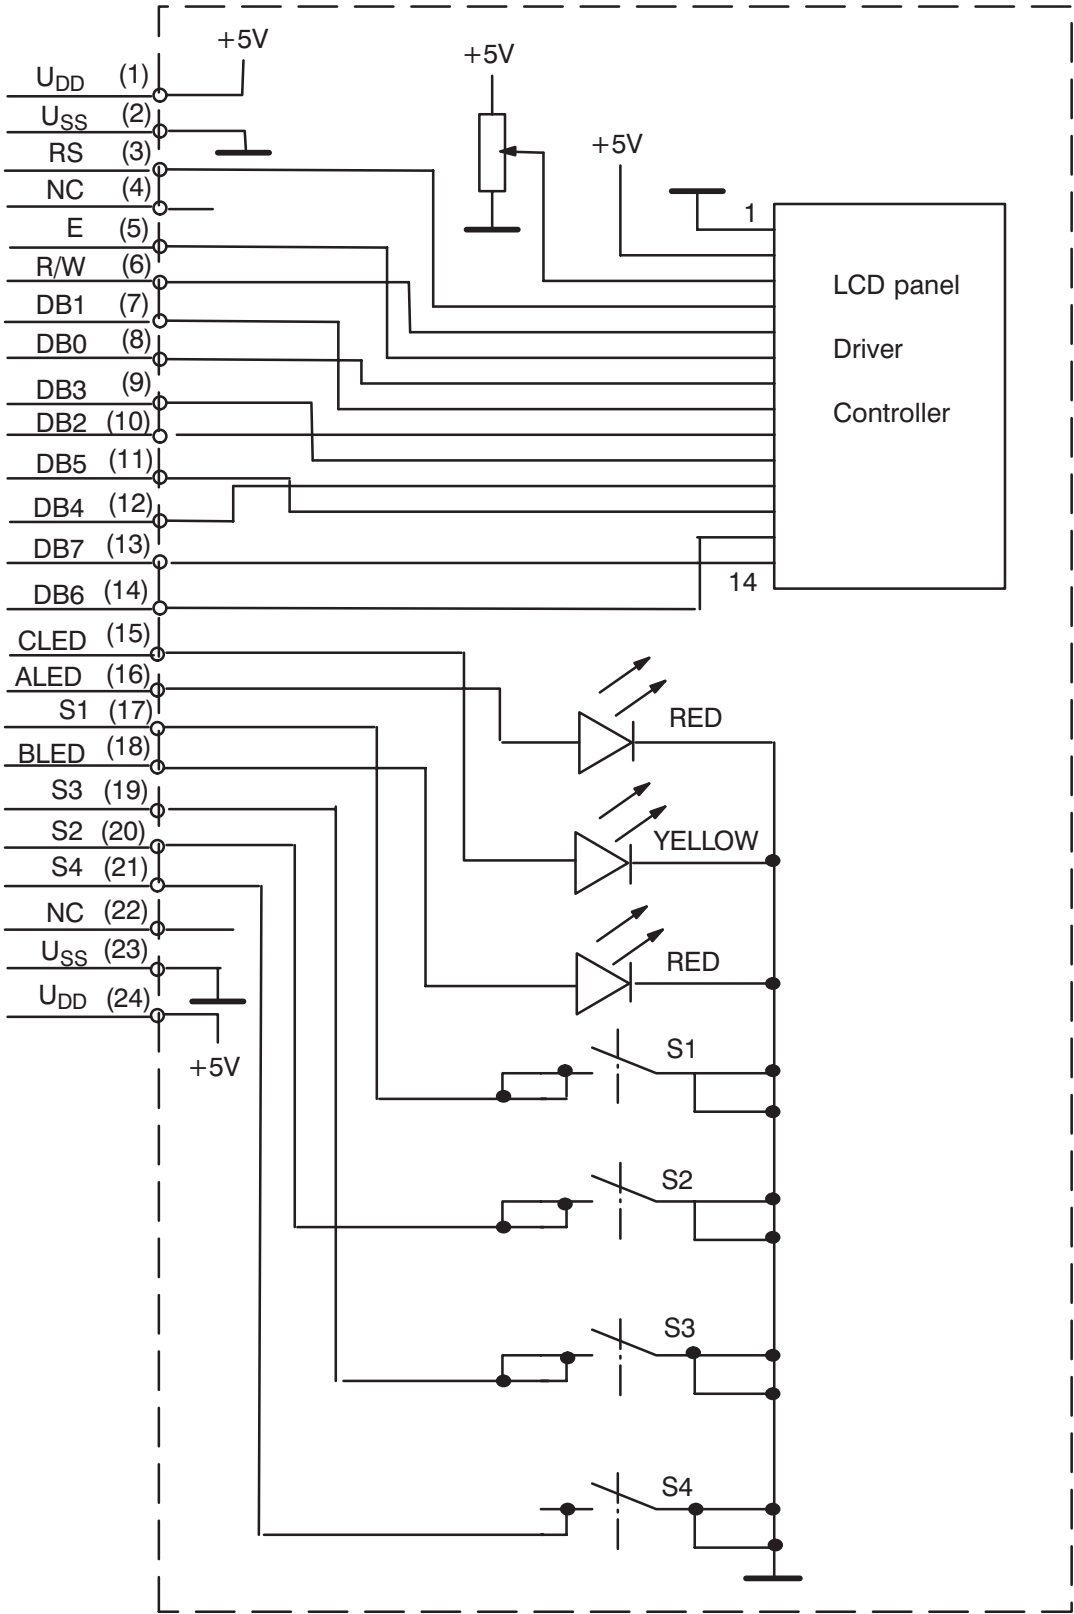 +5V
+5V
+5V
UDD (1)
USS (2)
RS (3)
NC (4)
E (5)
R/W (6)
DB1 (7)
DB0 (8)
DB3 (9)
DB2 (10)
DB5 (11)
DB4 (12)
DB7 (13)
DB6 (14)
CLED (15)
ALED (16)
S1 (17)
BLED (18)
S3 (19)
S2 (20)
S4 (21)
NC (22)
USS (23)
UDD (24)
+5V
1
LCD panel
Driver
Controller
14
RED
YELLOW
RED
S1
S2
S3
S4